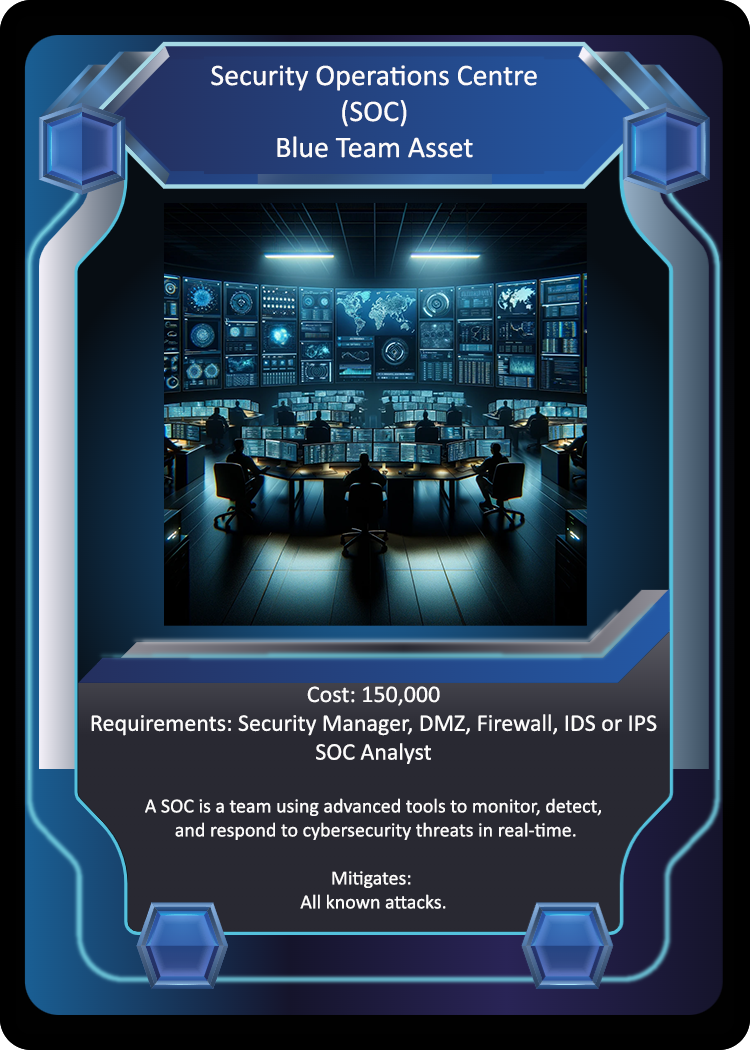 Security Operations Centre
(SOC)
Blue Team Asset
Cost: 150,000
Requirements: Security Manager, DMZ, Firewall, IDS or IPS
SOC Analyst
A SOC is a team using advanced tools to monitor, detect,
and respond to cybersecurity threats in real-time.
Mitigates:
All known attacks.